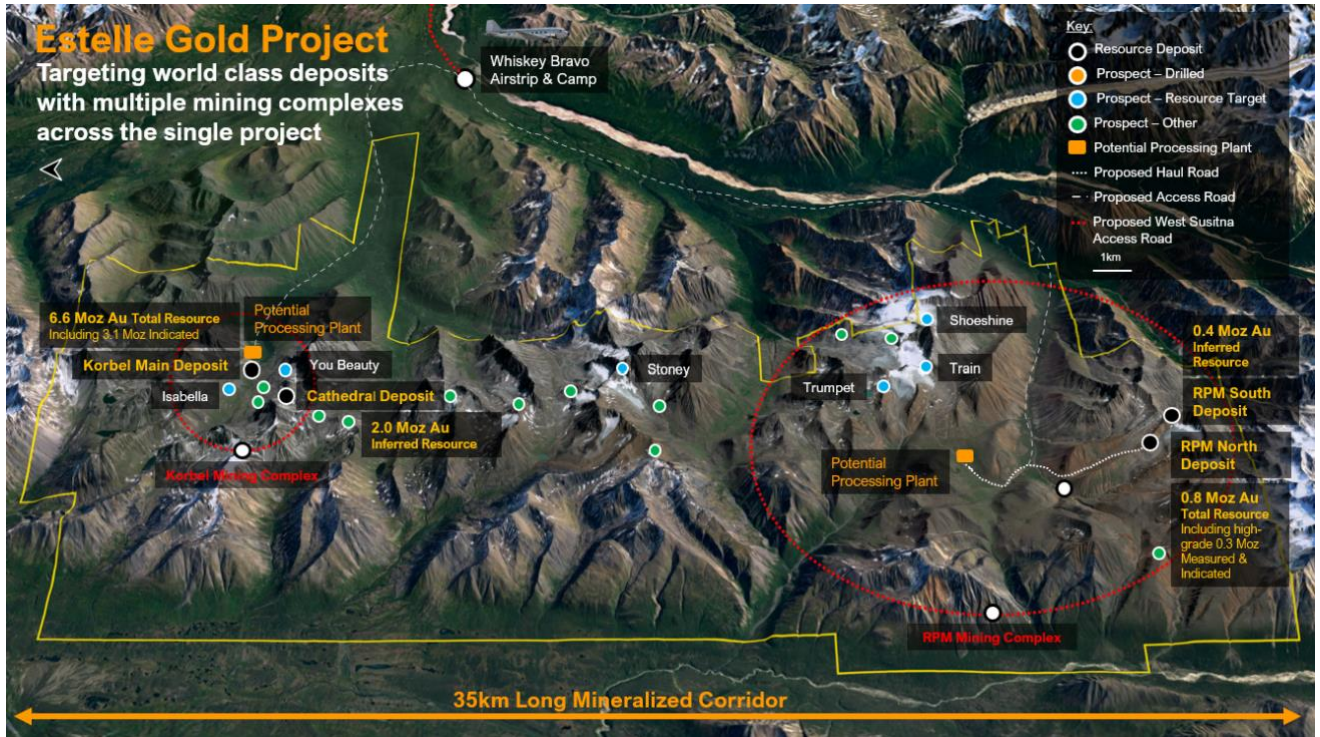 Estelle Gold Project
Targeting world class deposits
with multiple mining complexes
across the single project
Whiskey Bravo
Airstrip & Camp
Key:
Resource Deposit
Prospect – Drilled
Prospect – Resource Target
Prospect – Other
Potential Processing Plant
Proposed Haul Road
Proposed Access Road
Proposed West Susitna
Access Road
1km
6.6 Moz Au Total Resource
Including 3.1 Moz Indicated
Potential
Processing Plant
Korbel Main Deposit
You Beauty
Isabella
Cathedral Deposit
2.0 Moz Au
Inferred Resource
Korbel Mining Complex
Stoney
Shoeshine
Train
Trumpet
Potential
Processing Plant
0.4 Moz Au
Inferred
Resource
RPM South
Deposit
RPM North
Deposit
0.8 Moz Au
Total Resource
Including high-
grade 0.3 Moz
Measured &
Indicated
RPM Mining Complex
35km Long Mineralized Corridor